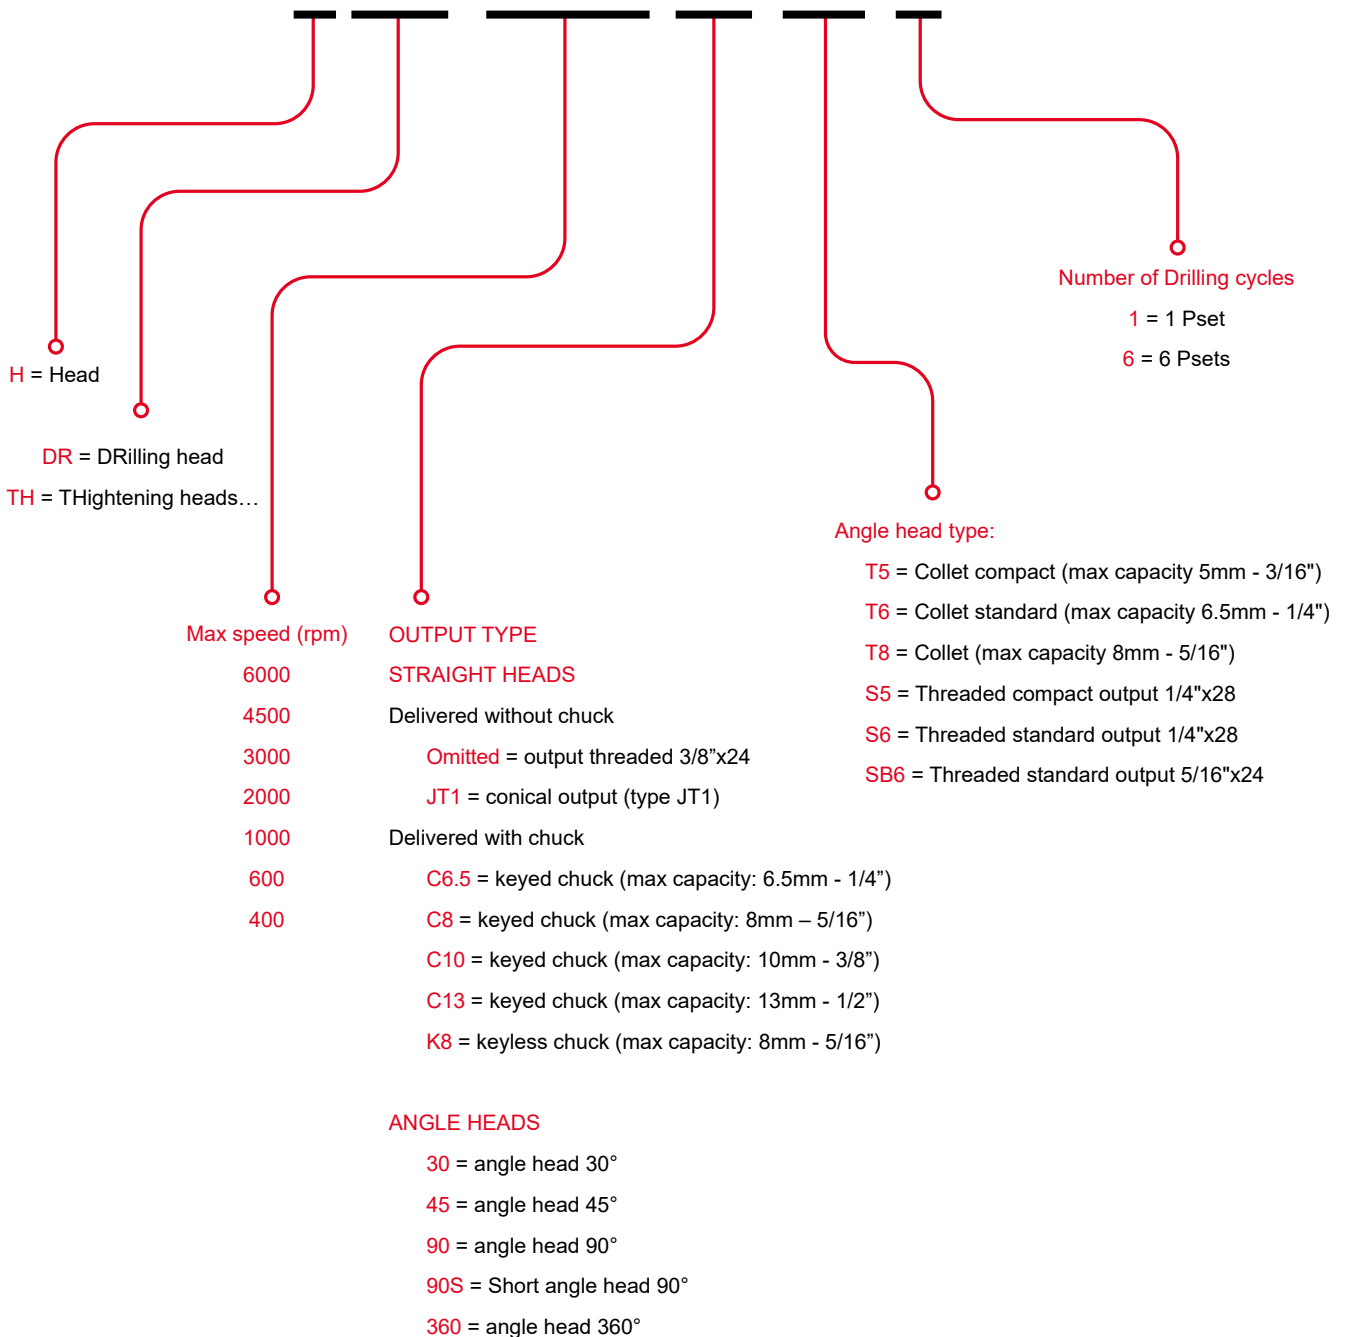 H = Head
DR = DRilling head
TH = THightening heads…
Max speed (rpm)
6000
4500
3000
2000
1000
600
400
OUTPUT TYPE
STRAIGHT HEADS
Delivered without chuck
Omitted = output threaded 3/8”x24
JT1 = conical output (type JT1)
Delivered with chuck
C6.5 = keyed chuck (max capacity: 6.5mm - 1/4”)
C8 = keyed chuck (max capacity: 8mm – 5/16”)
C10 = keyed chuck (max capacity: 10mm - 3/8”)
C13 = keyed chuck (max capacity: 13mm - 1/2”)
K8 = keyless chuck (max capacity: 8mm - 5/16”)
ANGLE HEADS
30 = angle head 30°
45 = angle head 45°
90 = angle head 90°
90S = Short angle head 90°
360 = angle head 360°
Angle head type:
T5 = Collet compact (max capacity 5mm - 3/16")
T6 = Collet standard (max capacity 6.5mm - 1/4")
T8 = Collet (max capacity 8mm - 5/16")
S5 = Threaded compact output 1/4"x28
S6 = Threaded standard output 1/4"x28
SB6 = Threaded standard output 5/16"x24
Number of Drilling cycles
1 = 1 Pset
6 = 6 Psets